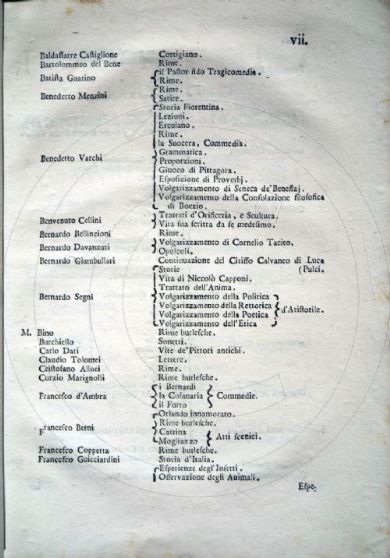 vii.
Baldassarre Castiglione Cortigiano.
Bartolommeo del Bene Rime.
Batista Guarino il Pastor fido Tragicomedia.
Rime.
Benedetto Menzini Rime.
Satire.
Storia Fiorentina.
Lezioni.
Ercolano.
Rime.
la Suocera, Commedia.
Benedetto Varchi Grammatica.
Proporzioni.
Giuoco di Pittagora.
Esposizione di Proverbj.
Volgarizzamento di Seneca de' Benefizj.
Volgarizzamento della Consolazione filosofica
di Boezio.
Benvenuto Cellini Trattati d'Orificeria, e Scultura.
Vita sua scritta da se medesimo.
Bernardo Bellincioni Rime.
Bernardo Davanzati Volgarizzamento di Cornelio Tacito.
Opuscoli.
Bernardo Giambullari Continuazione del Ciriffo Calvaneo di Luca
Storie (Pulci.
Vita di Niccolò Capponi.
Trattato dell'Anima.
Bernardo Segni Volgarizzamento della Politica
Volgarizzamento della Rettorica d'Aristotile.
Volgarizzamento della Poetica
Volgarizzamento dell'Etica
M. Bino Rime burlesche.
Burchiello Sonetti.
Carlo Dati Vite de'Pittori antichi.
Claudio Tolomei Lettere.
Cristofano Allori Rime.
Curzio Marignolli Rime burlesche.
i Bernardi
Francesco d'Ambra la Cofanaria Commedie.
il Furto
Orlando innamorato.
Francesco Berni Rime burlesche.
Catrina
Mogliazzo Atti scenici.
Francesco Coppetta Rime.
Francesco Guicciardini Storia d'Italia.
Esperienze degl'Insetti.
Osservazione degli Animali.
Espe-